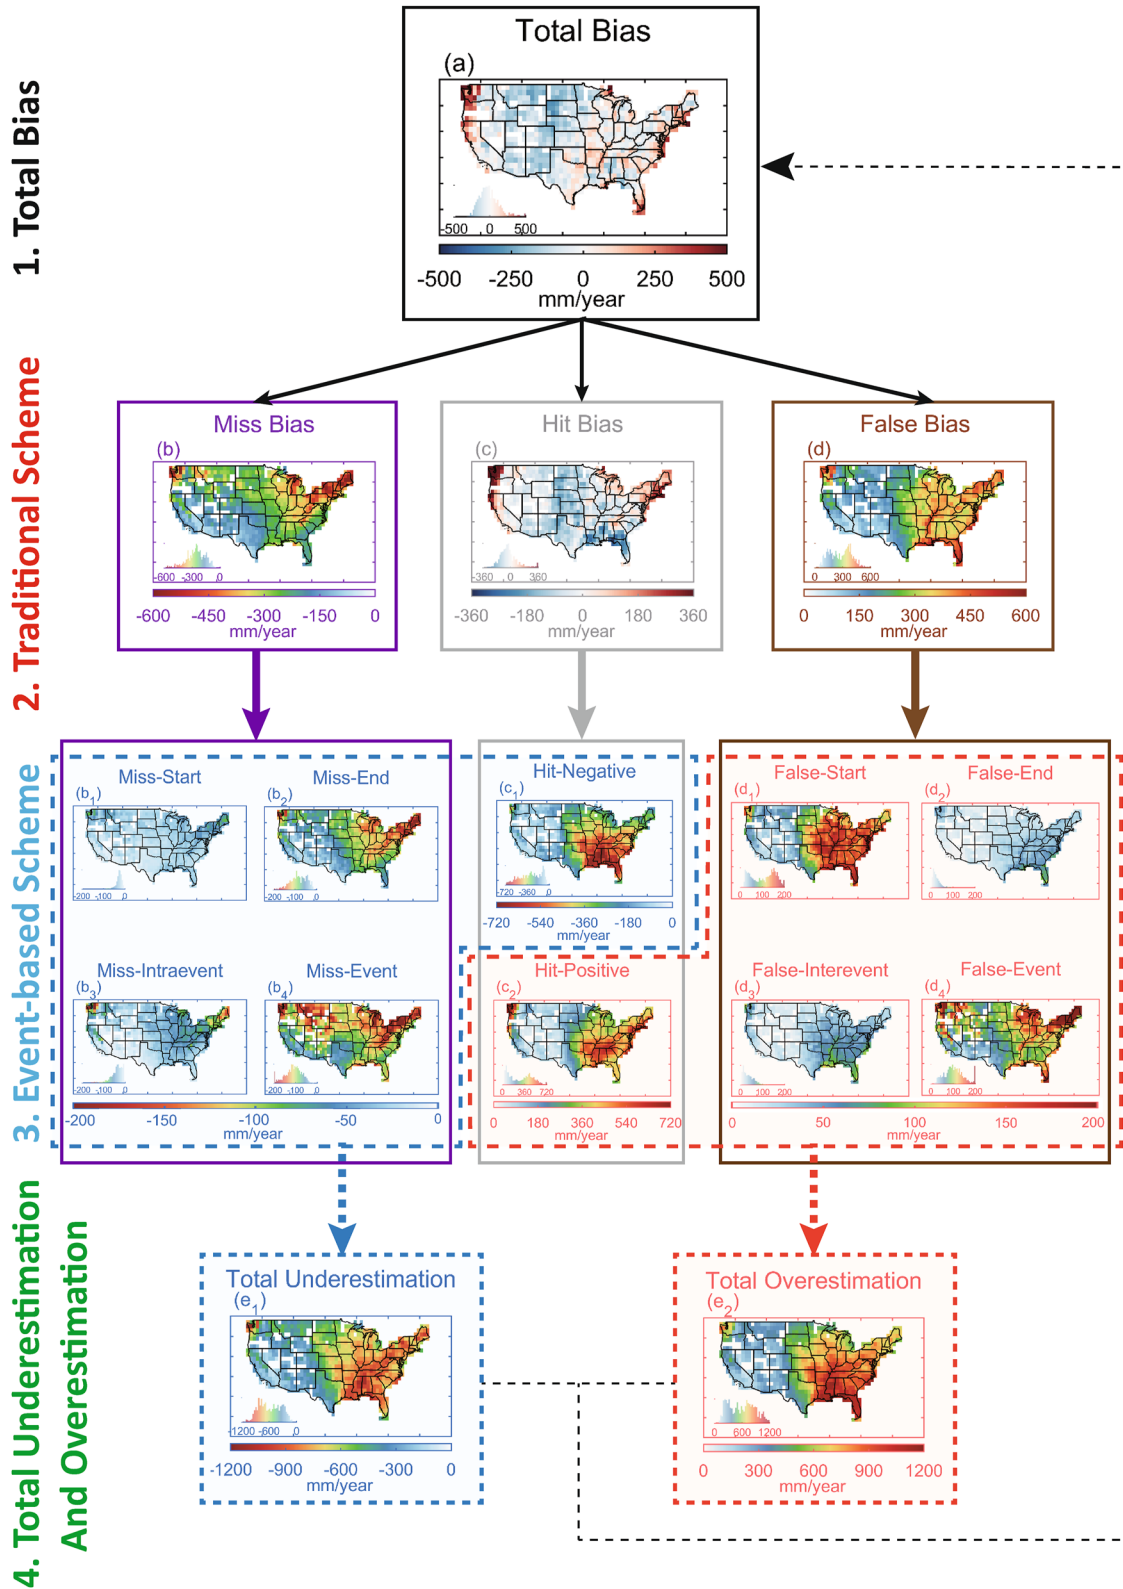 1. Total Bias
Total Bias
(a)
-500 0 500
-500 -250 0 250 500
mm/year
2. Traditional Scheme
Miss Bias
(b)
-600 -300 0
-600 -450 -300 -150 0
mm/year
Hit Bias
(c)
-360 0 360
-360 -180 0 180 360
mm/year
False Bias
(d)
0 300 600
0 150 300 450 600
mm/year
3. Event-based Scheme
Miss-Start
(b1)
-200 -100 0
Miss-End
(b2)
-200 -100 0
Miss-Intraevent
(b3)
-200 -100 0
Miss-Event
(b4)
-200 -100 0
-200 -150 -100 -50 0
mm/year
Hit-Negative
(c1)
-720 -360 0
-720 -540 -360 -180 0
mm/year
Hit-Positive
(c2)
0 360 720
0 180 360 540 720
mm/year
False-Start
(d1)
0 100 200
False-End
(d2)
0 100 200
False-Interevent
(d3)
0 100 200
False-Event
(d4)
0 100 200
0 50 100 150 200
mm/year
4. Total Underestimation
And Overestimation
Total Underestimation
(e1)
-1200 -600 0
-1200 -900 -600 -300 0
mm/year
Total Overestimation
(e2)
0 600 1200
0 300 600 900 1200
mm/year